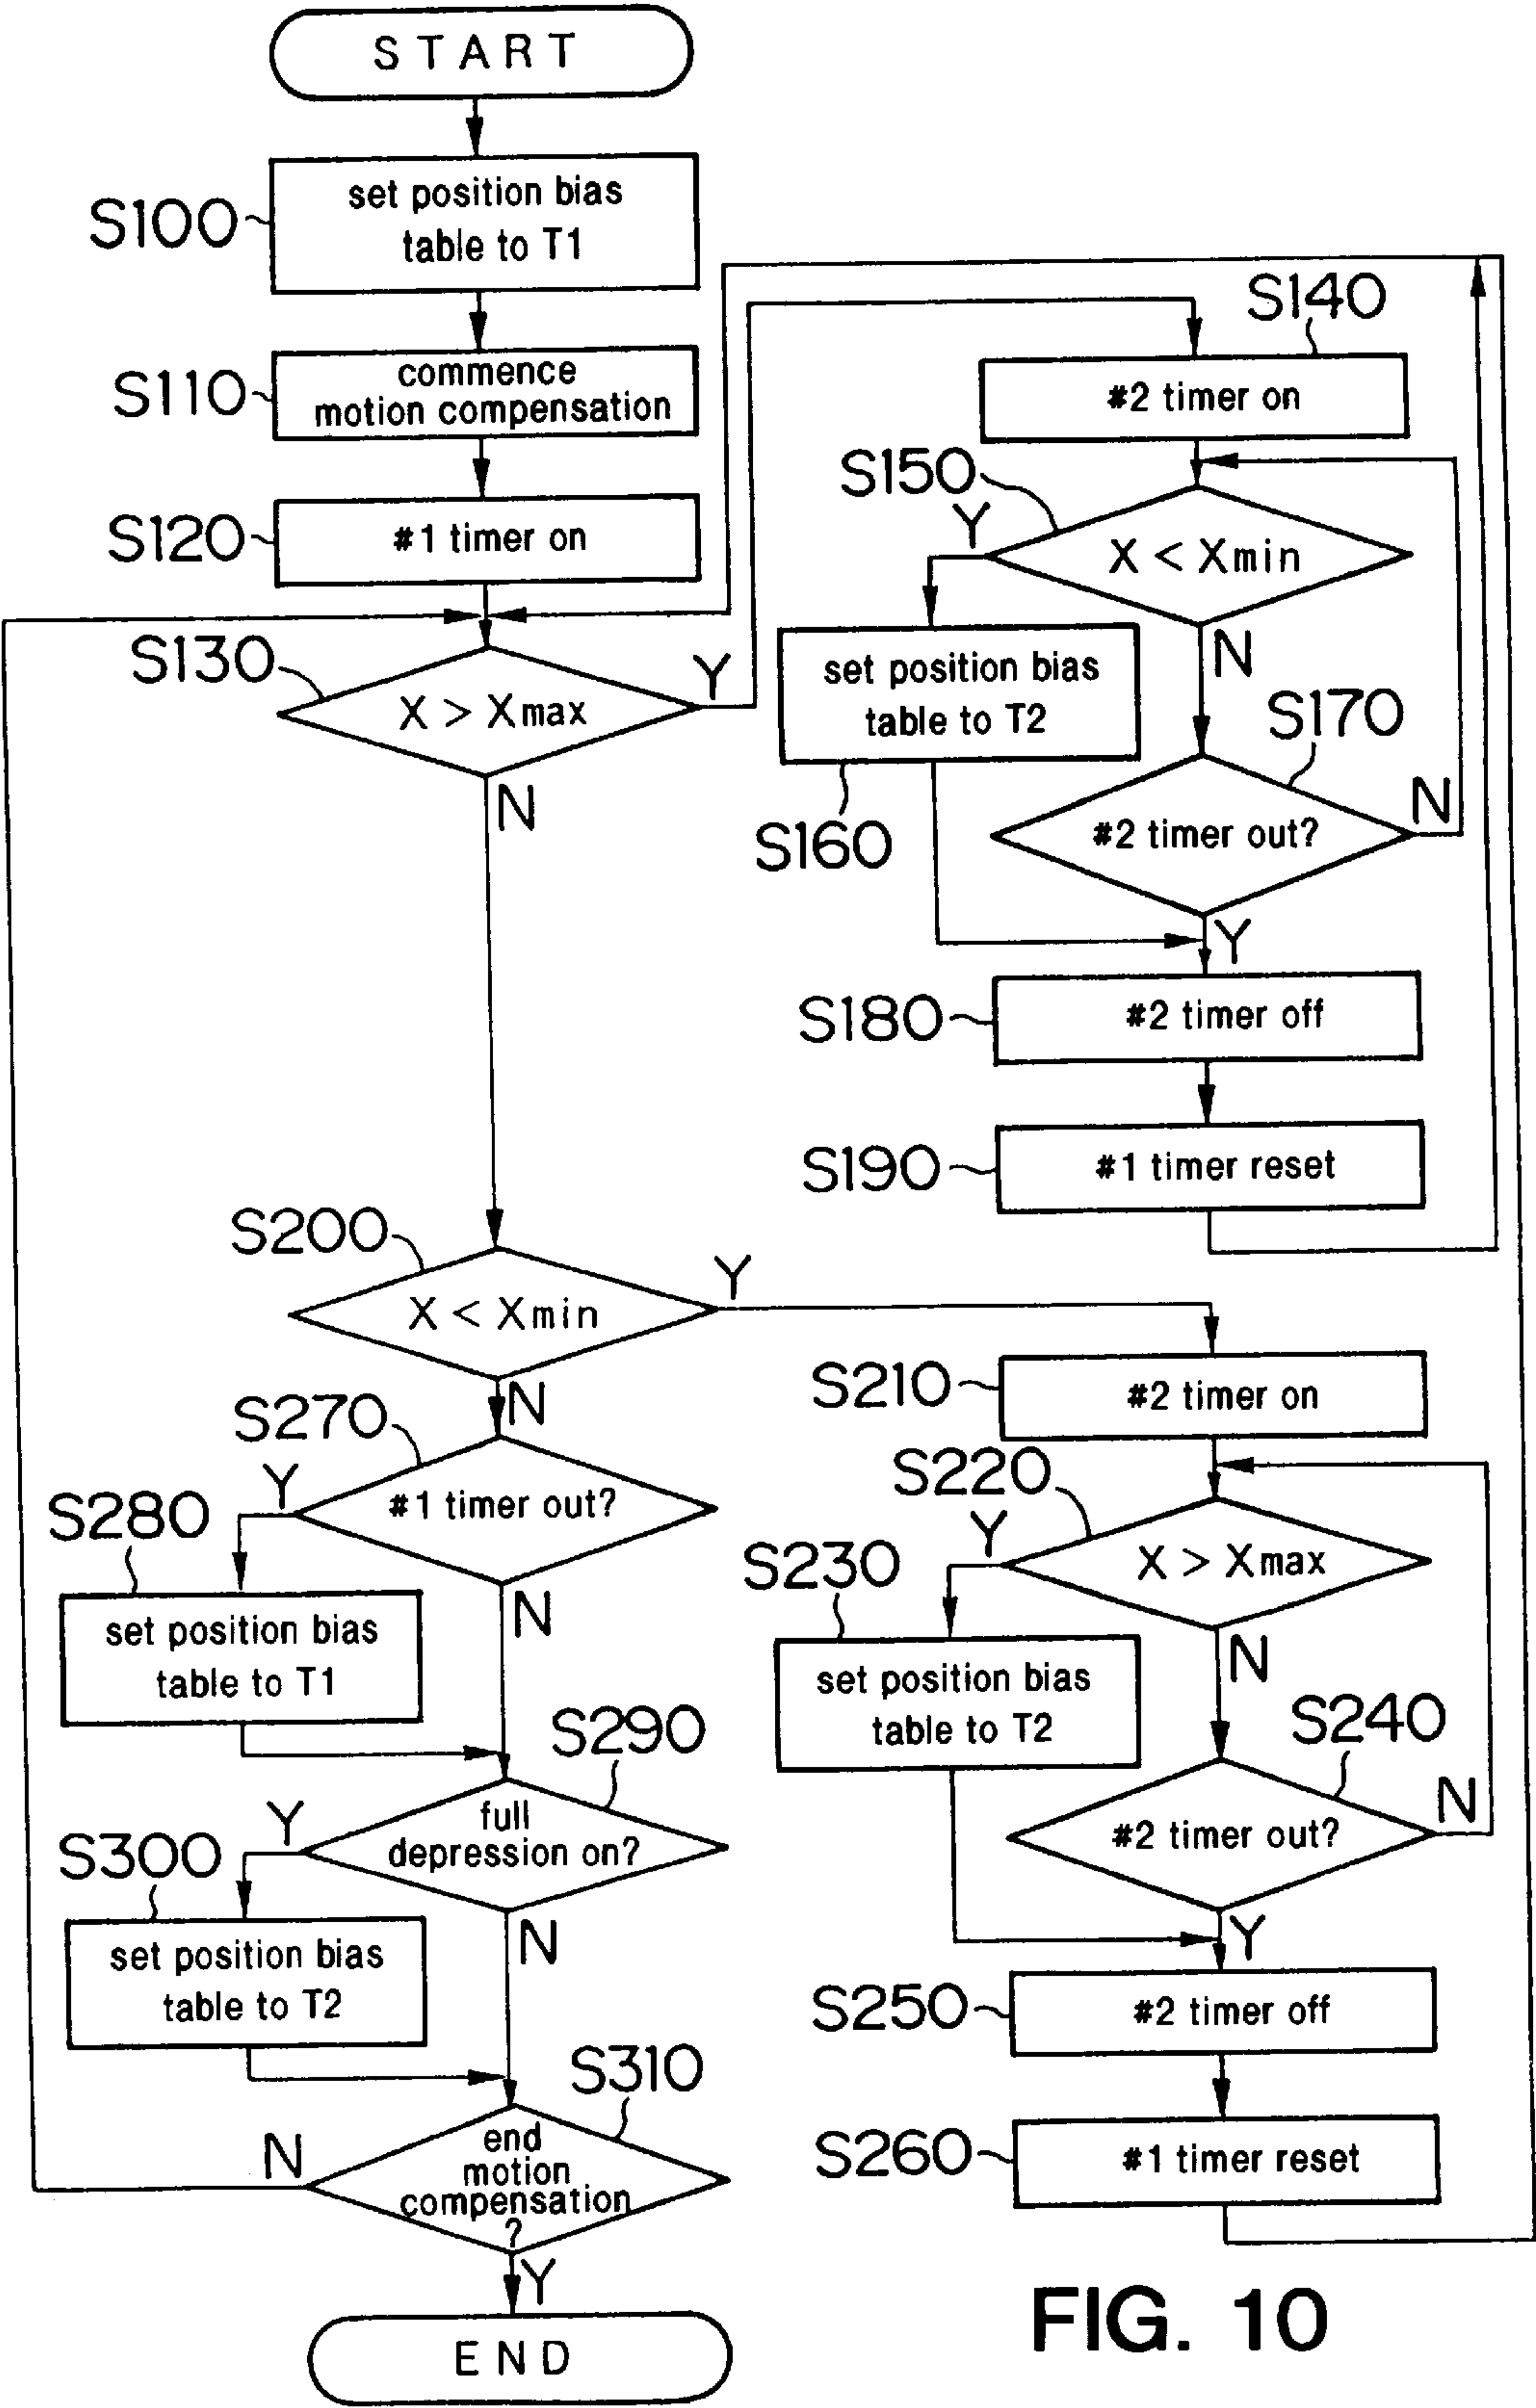 START
S100
set position bias
table to T1
S110
commence
motion compensation
S120
#1 timer on
S130
X > Xmax
Y
N
S140
#2 timer on
S150
X < Xmin
Y
N
S160
set position bias
table to T2
S170
#2 timer out?
N
Y
S180
#2 timer off
S190
#1 timer reset
S200
X < Xmin
Y
N
S210
#2 timer on
S220
X > Xmax
Y
N
S230
set position bias
table to T2
S240
#2 timer out?
N
Y
S250
#2 timer off
S260
#1 timer reset
S270
#1 timer out?
Y
N
S280
set position bias
table to T1
S290
full
depression on?
Y
N
S300
set position bias
table to T2
S310
end
motion
compensation
?
N
Y
END
FIG. 10